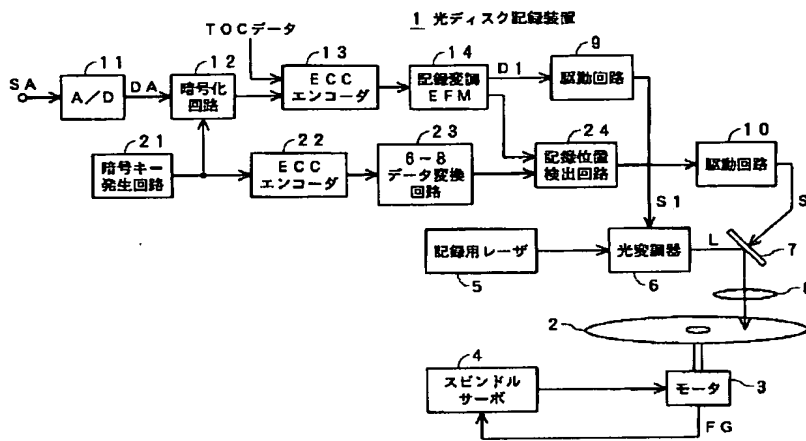 1 光ディスク記録装置
TOCデータ
11
12
13
14
D1
9
SA
A/D
DA
暗号化
回路
ECC
エンコーダ
記録変調
EFM
駆動回路
21
22
23
24
10
暗号キー
発生回路
ECC
エンコーダ
6-8
データ変換
回路
記録位置
検出回路
駆動回路
S1
S
記録用レーザ
光変調器
L
7
5
6
8
2
4
スピンドル
サーボ
モータ
3
FG